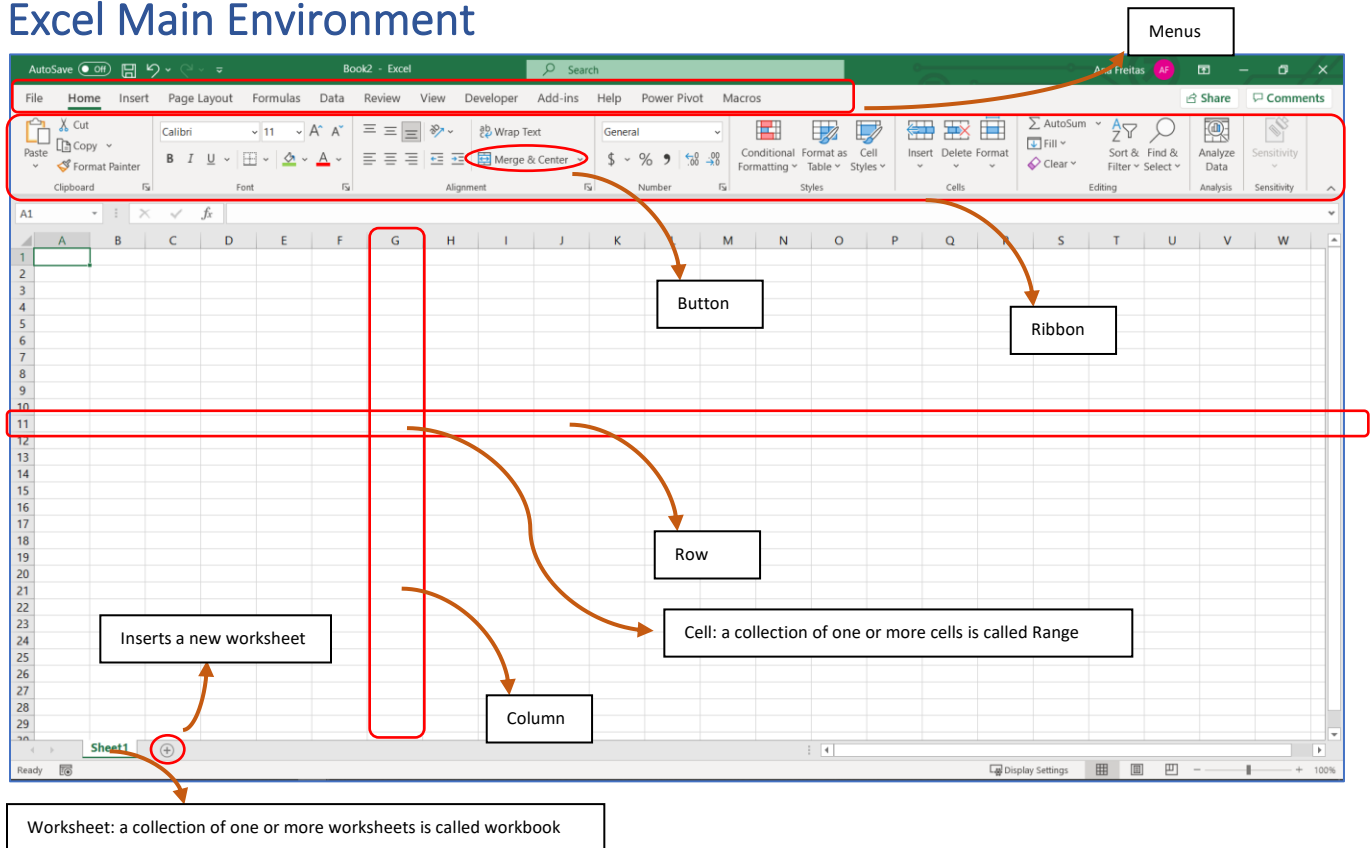 Excel Main Environment
Menus
AutoSave Off Book2 - Excel Search Ana Freitas AF
File Home Insert Page Layout Formulas Data Review View Developer Add-ins Help Power Pivot Macros Share Comments
Paste Cut Copy Format Painter
Calibri 11 A^ A˅
B I U A
Wrap Text
Merge & Center
General
$ % 9
Conditional Formatting Format as Table Cell Styles
Insert Delete Format
AutoSum
Fill
Clear
Sort & Filter Find & Select
Analyze Data
Sensitivity
Clipboard Font Alignment Number Styles Cells Editing Analysis Sensitivity
A1 fx
A B C D E F G H I J K M N O P Q S T U V W
1
2
3
4
5
6
7
8
9
10
11
12
13
14
15
16
17
18
19
20
21
22
23
24
25
26
27
28
29
Button
Ribbon
Row
Cell: a collection of one or more cells is called Range
Inserts a new worksheet
Column
Sheet1
Ready Display Settings 100%
Worksheet: a collection of one or more worksheets is called workbook